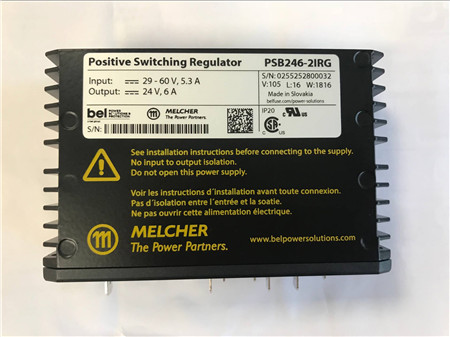 Positive Switching Regulator
PSB246-2IRG
Input: 29 - 60 V, 5.3 A
Output: 24 V, 6 A
S/N: 0255252800032
V:105 L:16 W:1816
Made in Slovakia
belfuse.com/power-solutions
bel POWER SOLUTIONS & PROTECTION
MELCHER
The Power Partners.
IP20
S/N:
See installation instructions before connecting to the supply.
No input to output isolation.
Do not open this power supply.
Voir les instructions d´installation avant toute connexion.
Pas d´isolation entre l´entrée et la soatie.
Ne pas ouvrir cette alimentation électrique.
MELCHER
The Power Partners.
www.belpowersolutions.com